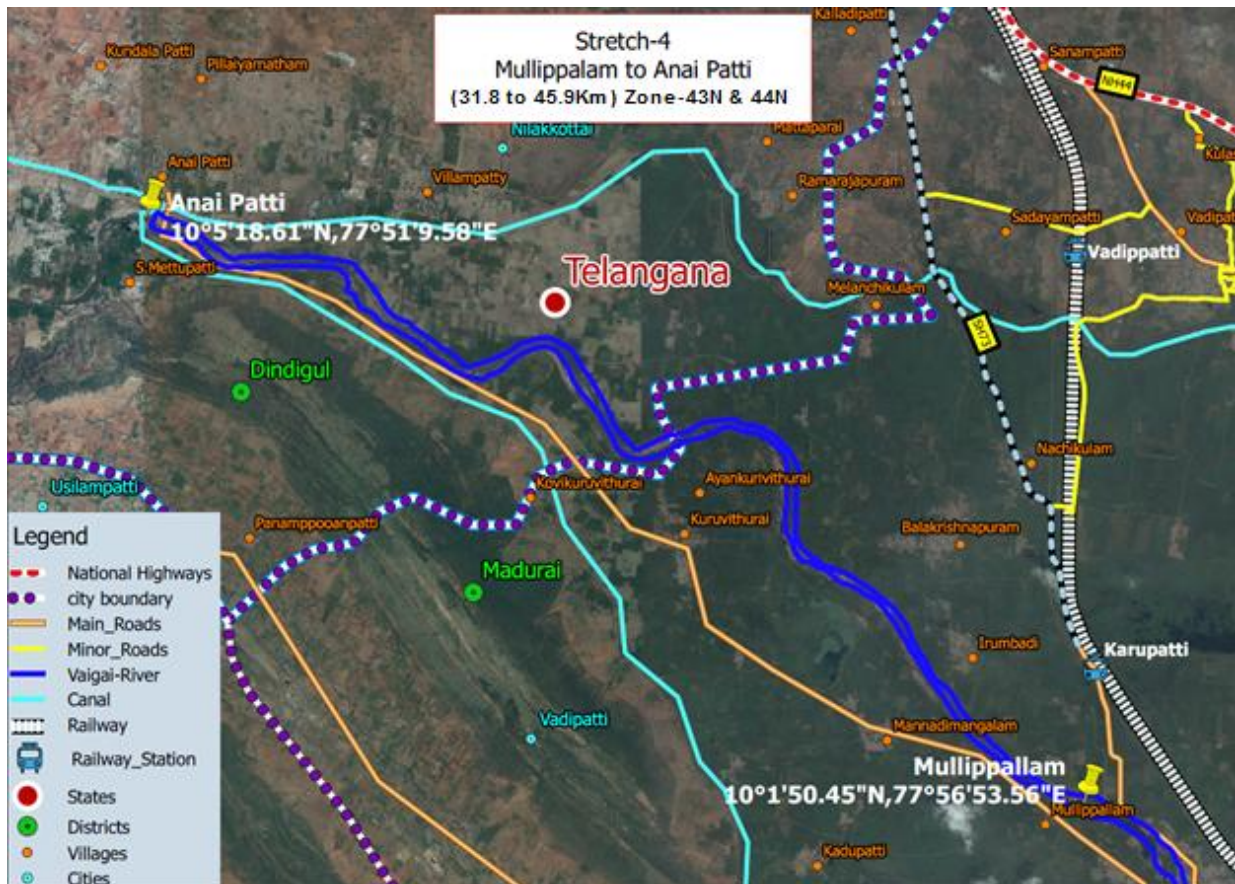 Stretch-4
Mullippalam to Anai Patti
(31.8 to 45.9Km) Zone-43N & 44N
Kundala Patti
Pillaiyarnatham
Kalladipatti
Sanampatti
NH44
Nilakkottai
Mattaparai
Kulas
Anai Patti
Villampatty
Ramarajapuram
Anai Patti
10°5'18.61"N,77°51'9.58"E
Sadayampatti
Vadipat
Vadippatti
S.Mettupatti
Telangana
Melanchikulam
SH73
Dindigul
Nachikulam
Usilampatti
Kovikuruvithurai
Ayankurivithurai
Panamppooanpatti
Kuruvithurai
Balakrishnapuram
Madurai
Irumbadi
Karupatti
Vadipatti
Mannadimangalam
Mullippallam
10°1'50.45"N,77°56'53.56"E
Mullippallam
Kadupatti
Legend
National Highways
city boundary
Main_Roads
Minor_Roads
Vaigai-River
Canal
Railway
Railway_Station
States
Districts
Villages
Cities